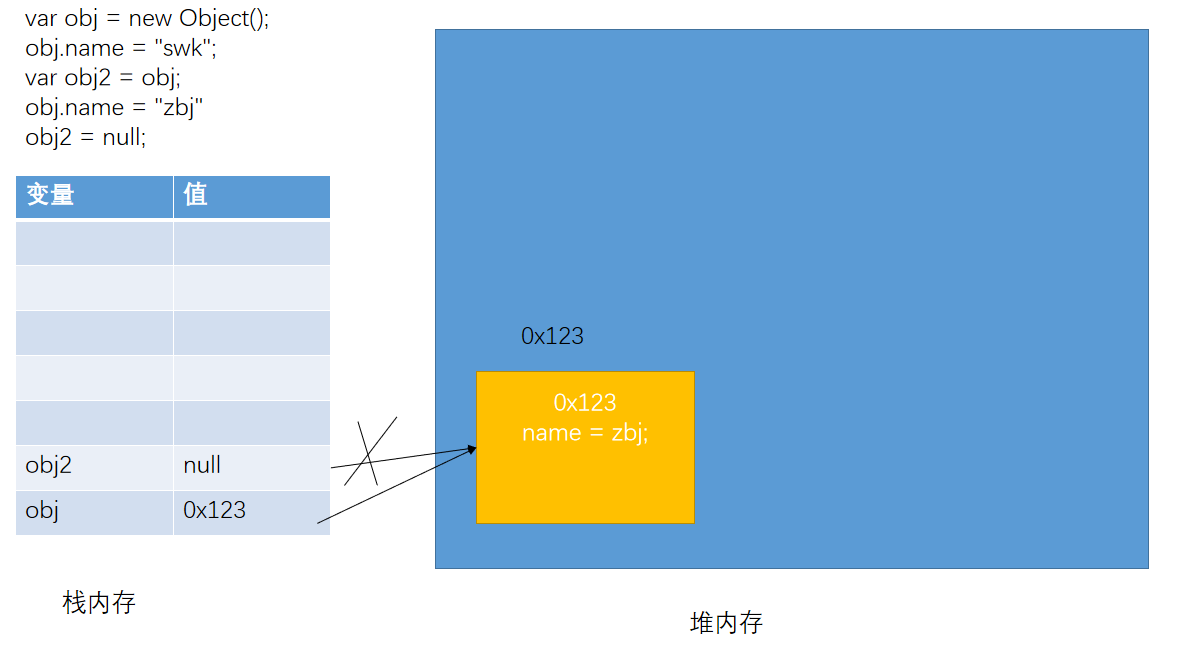 var obj = new Object();
obj.name = "swk";
var obj2 = obj;
obj.name = "zbj"
obj2 = null;
变量 值
obj2 null
obj 0x123
栈内存
0x123
0x123
name = zbj;
堆内存